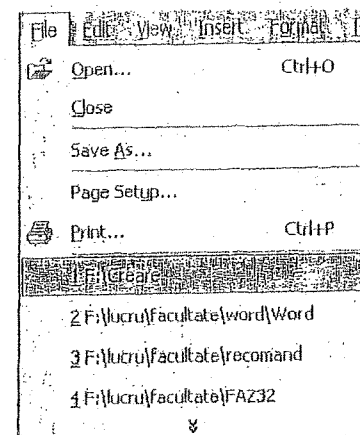 File Edit View Insert Format
Open... Ctrl+O
Close
Save As...
Page Setup...
Print... Ctrl+P
1 F:\Creare
2 F:\lucru\facultate\word\Word
3 F:\lucru\facultate\recomand
4 F:\lucru\facultate\FAZ32